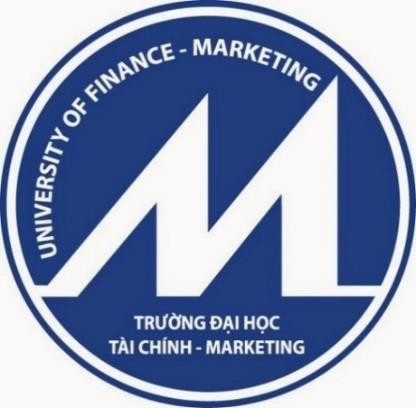 UNIVERSITY OF FINANCE - MARKETING
TRƯỜNG ĐẠI HỌC
TÀI CHÍNH - MARKETING